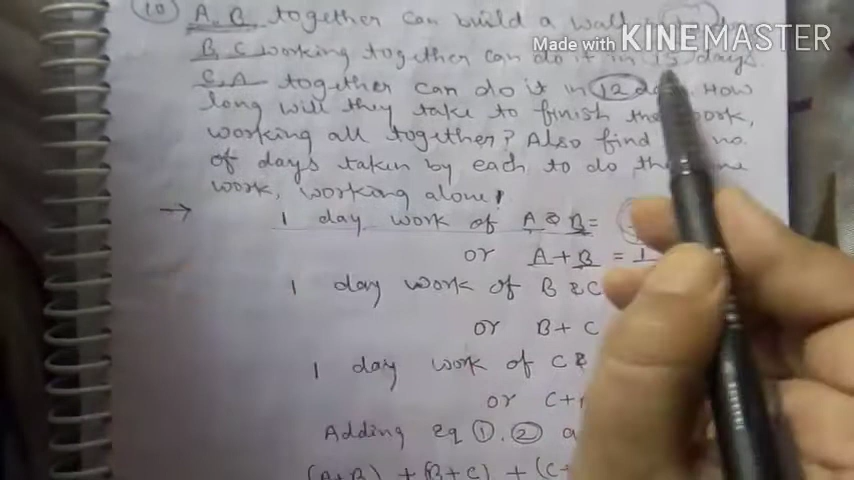 (10) A, B together can build a wall
B, C working together can do it in 15 days.
C, A together can do it in 12 days. How
long will they take to finish the work,
working all together? Also find no.
of days taken by each to do the
work, working alone!
→ 1 day work of A & B =
or A + B = 1
1 day work of B & C
or B + C
1 day work of C &
or C +
Adding eq ①, ②
(A+B) + (B+C) + (C+
Made with KINEMASTER